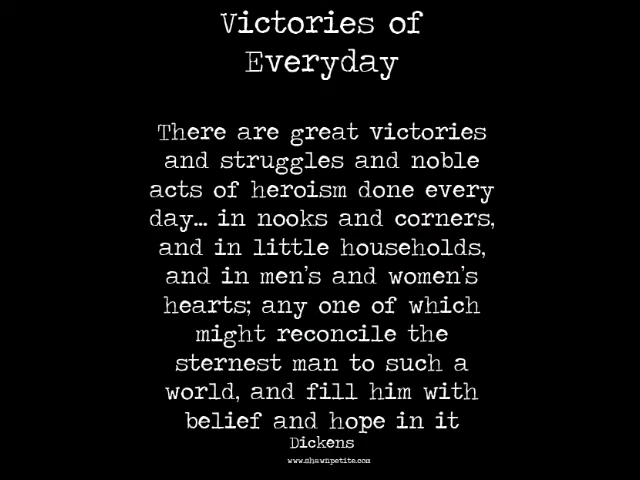 Victories of
Everyday
There are great victories
and struggles and noble
acts of heroism done every
day... in nooks and corners,
and in little households,
and in men's and women's
hearts; any one of which
might reconcile the
sternest man to such a
world, and fill him with
belief and hope in it
Dickens
www.shawnpetite.com